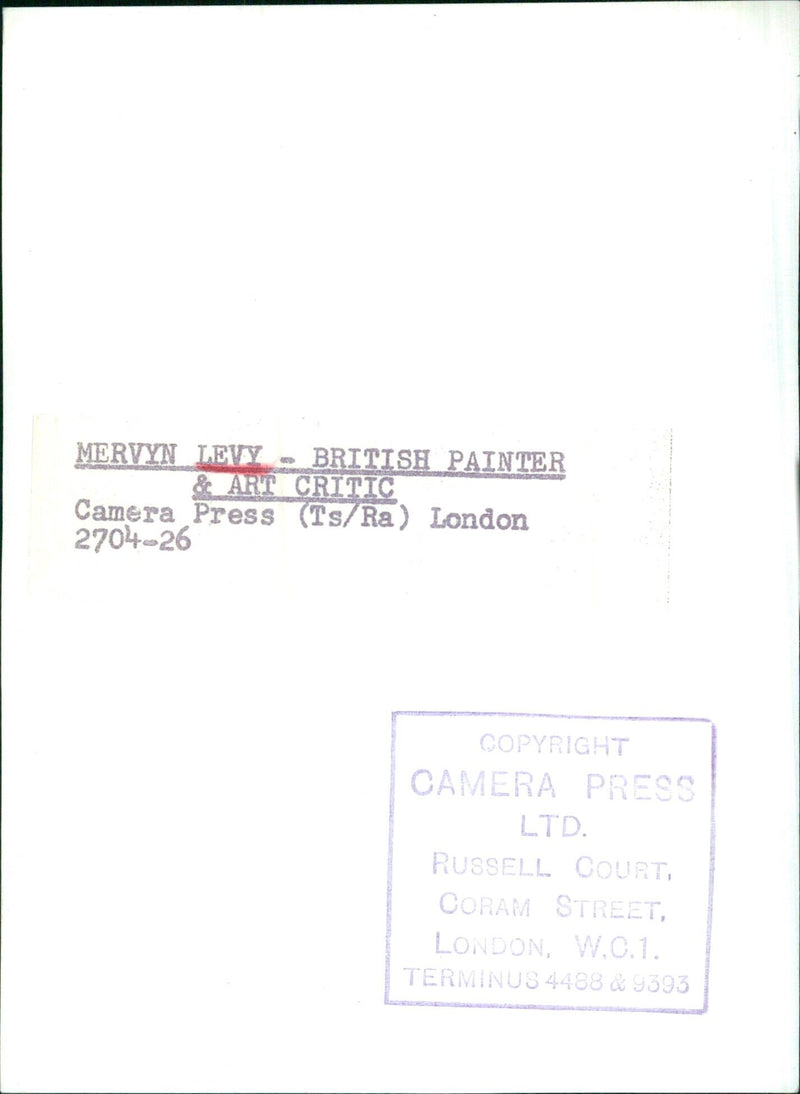 MERVYN LEVY - BRITISH PAINTER
& ART CRITIC
Camera Press (Ts/Ra) London
2704-26
COPYRIGHT
CAMERA PRESS
LTD.
RUSSELL COURT,
CORAM STREET,
LONDON, W.C.1.
TERMINUS 4488 & 9393